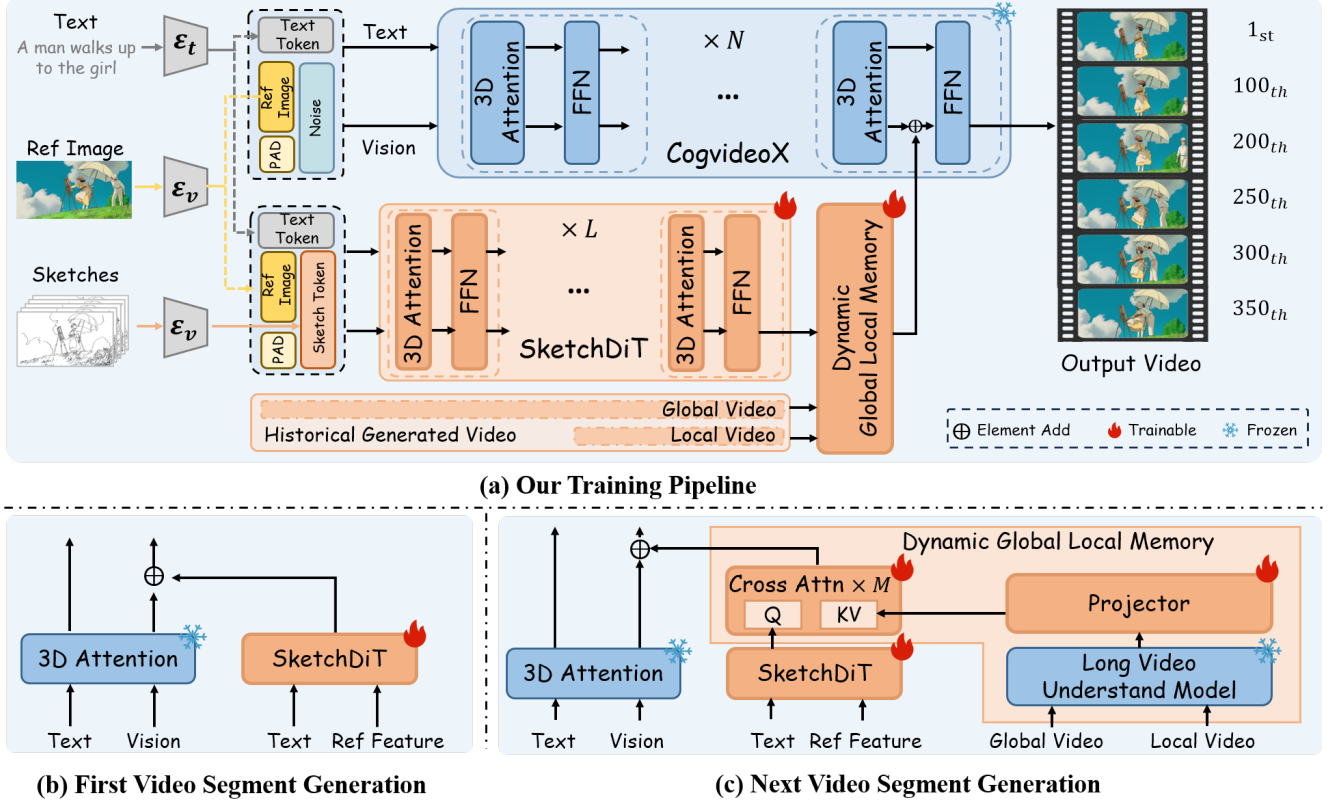 Text
A man walks up
to the girl
ε_t
Text
Token
Ref
Image
Noise
PAD
Text
Vision
3D
Attention
FFN
× N
...
CogvideoX
3D
Attention
FFN
1st
100th
200th
250th
300th
350th
Output Video
Ref Image
ε_v
Sketches
ε_v
Text
Token
Ref
Image
Sketch Token
PAD
3D Attention
FFN
× L
...
SketchDiT
3D Attention
FFN
Dynamic
Global Local Memory
Global Video
Historical Generated Video
Local Video
Element Add
Trainable
Frozen
(a) Our Training Pipeline
3D Attention
SketchDiT
Text
Vision
Text
Ref Feature
(b) First Video Segment Generation
Dynamic Global Local Memory
Cross Attn × M
Q
KV
Projector
3D Attention
SketchDiT
Long Video
Understand Model
Text
Vision
Text
Ref Feature
Global Video
Local Video
(c) Next Video Segment Generation